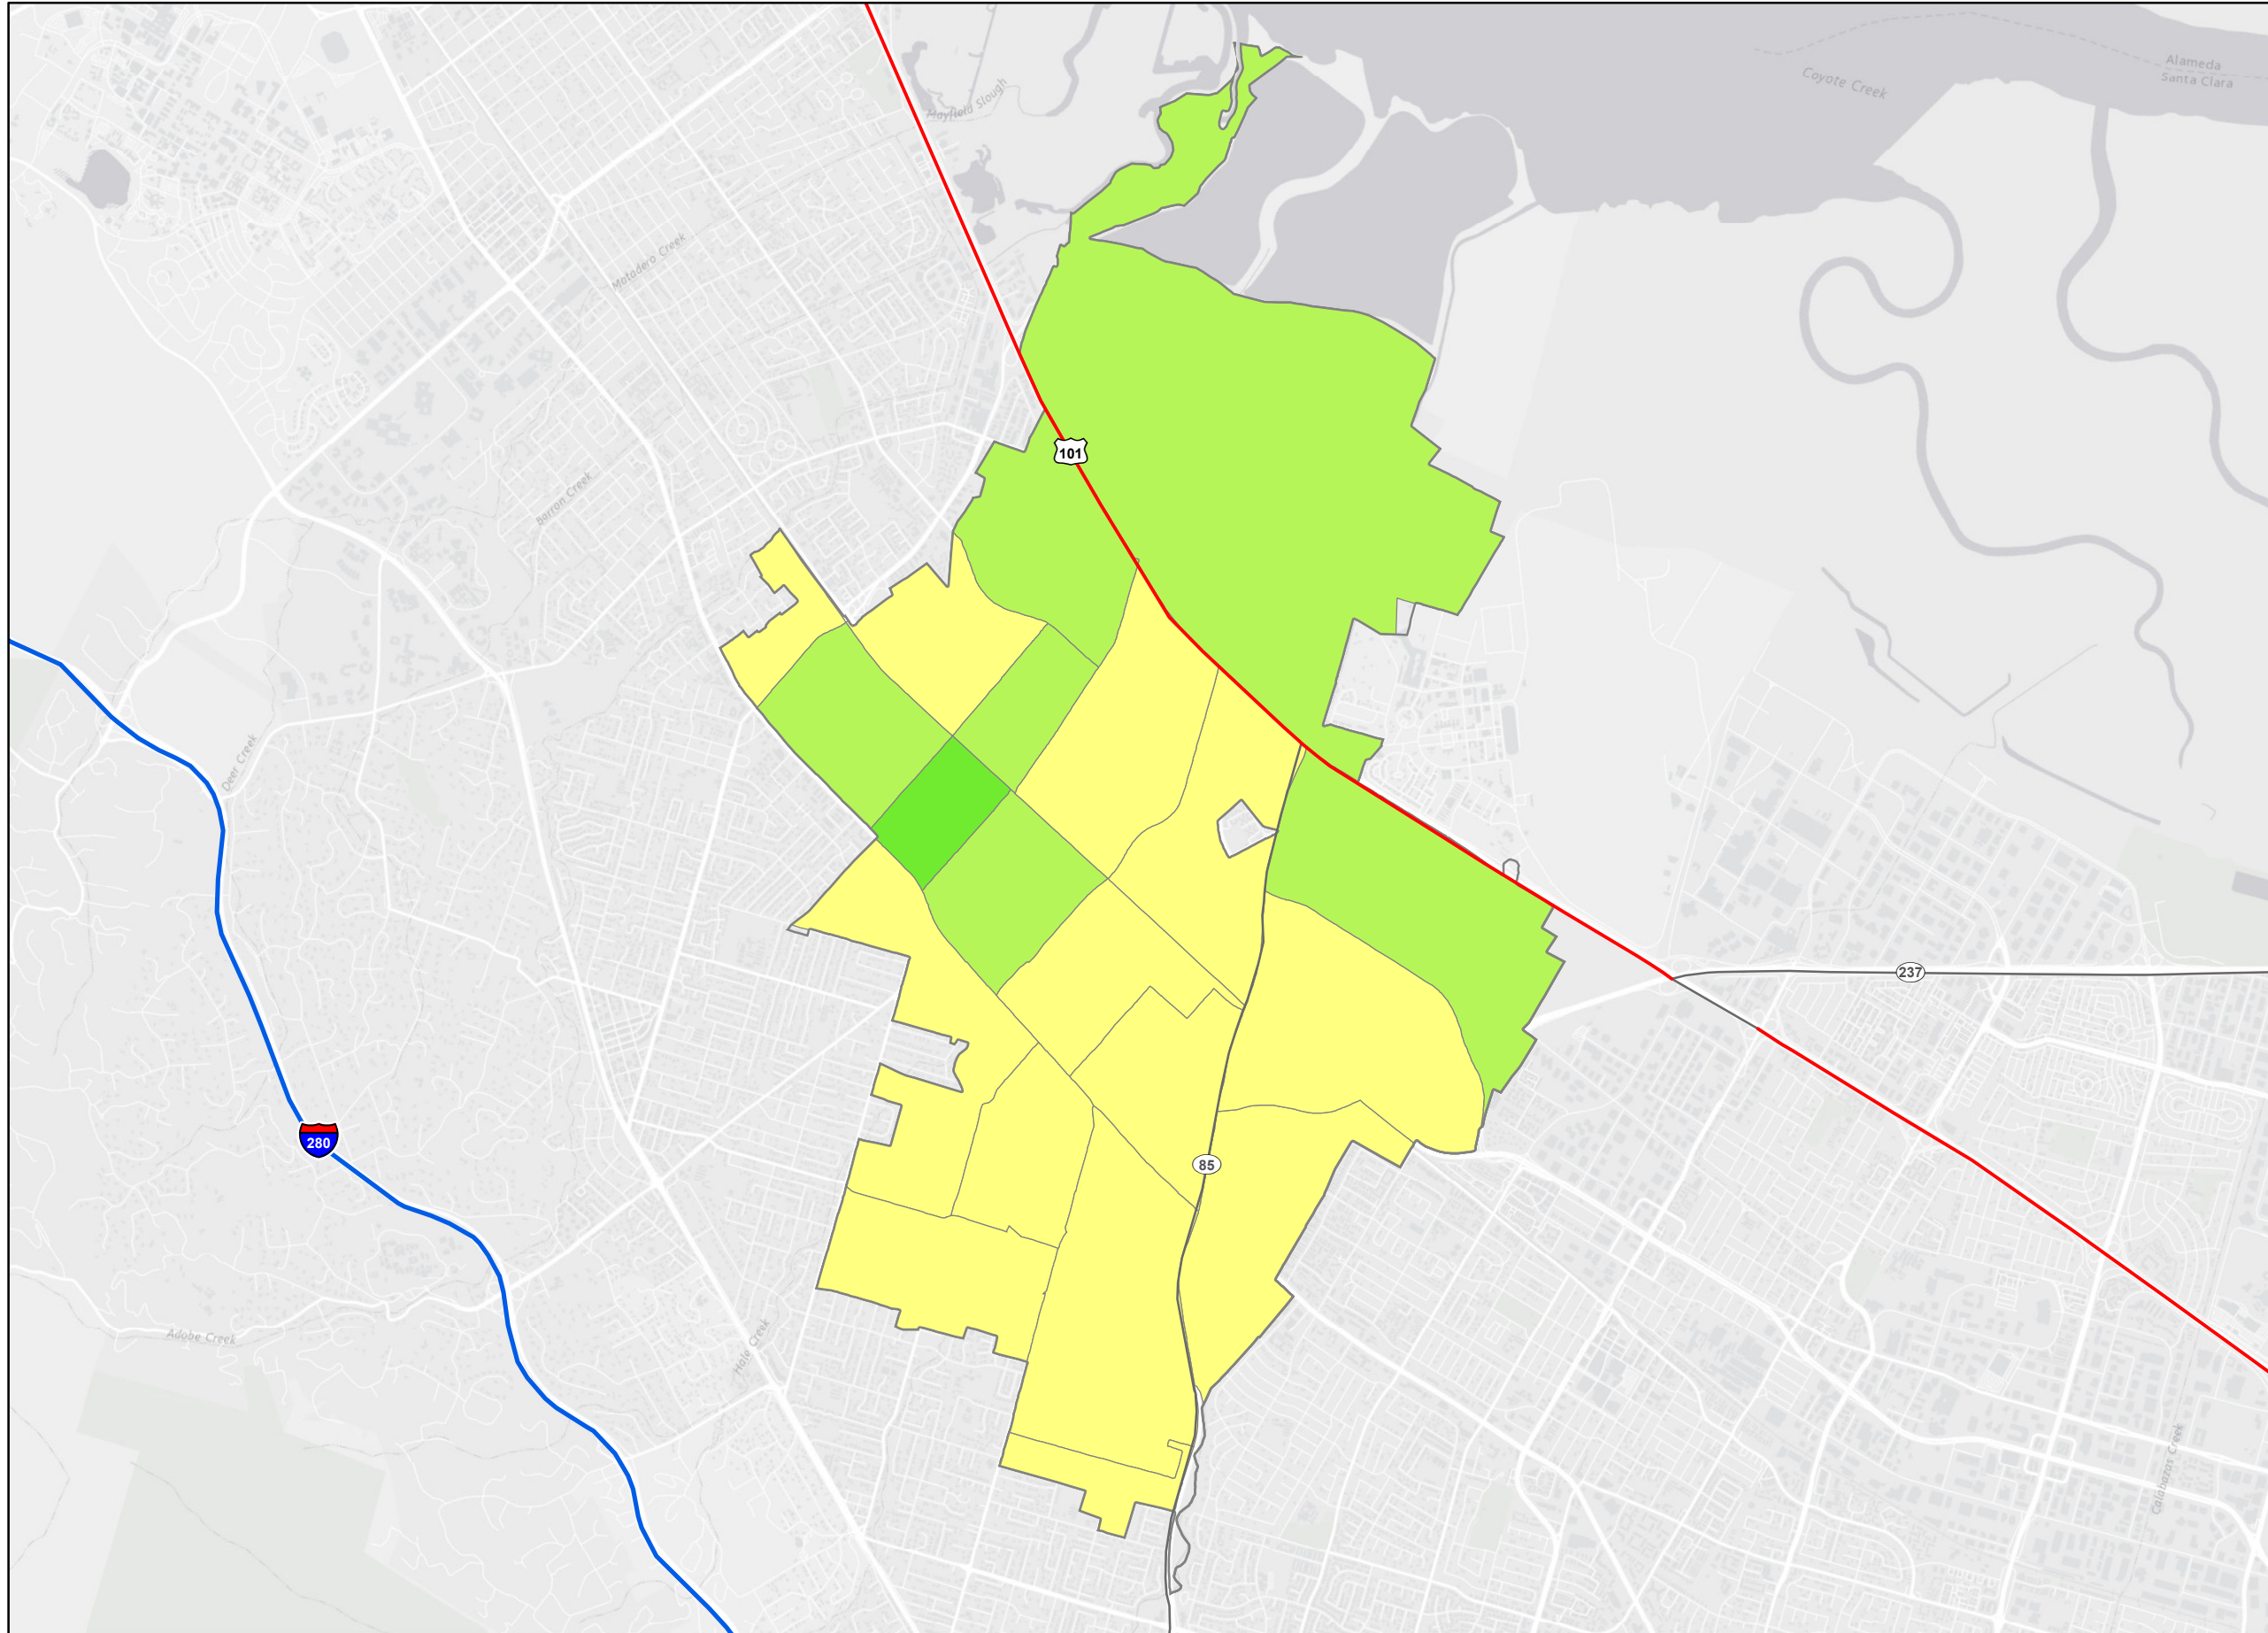 Alameda
Santa Clara
Coyote Creek
Mayfield Slough
Matadero Creek
101
Barron Creek
Deer Creek
237
280
85
Adobe Creek
Hale Creek
Calabazas Creek